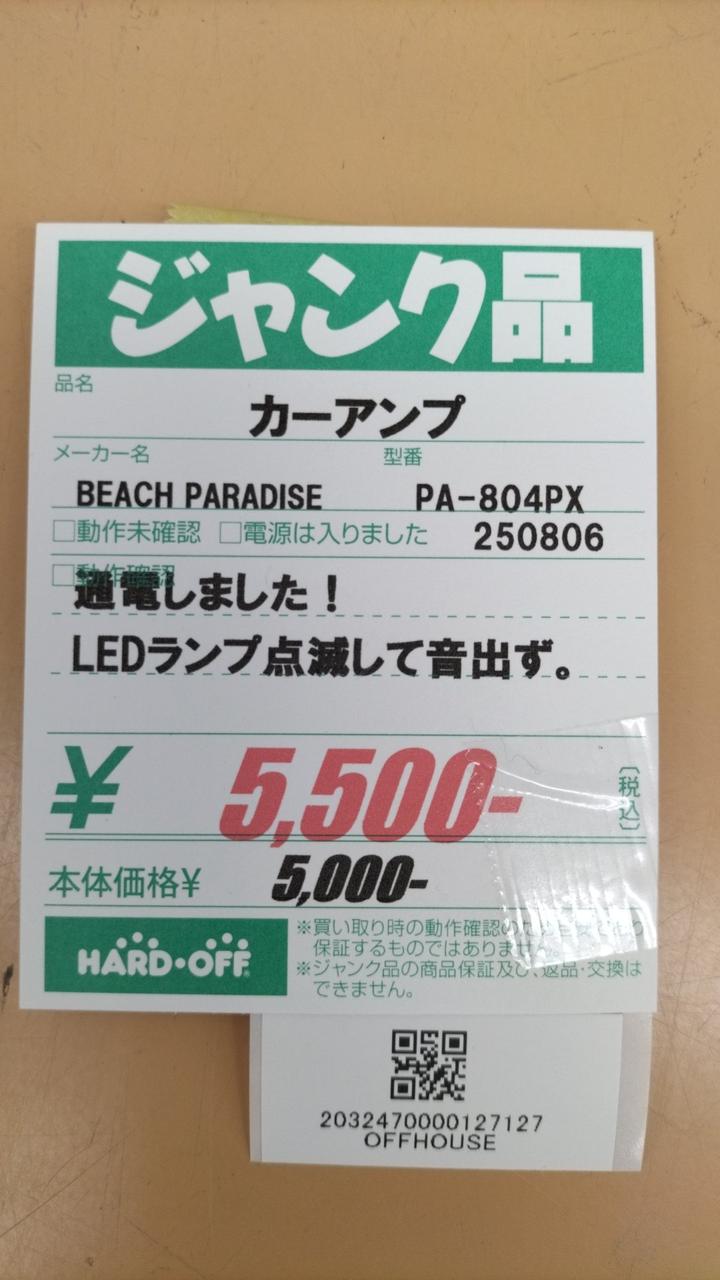 ジャンク品
品名
カーアンプ
メーカー名 型番
BEACH PARADISE PA-804PX
□動作未確認 □電源は入りました 250806
□動作確認
通電しました！
LEDランプ点滅して音出ず。
¥ 5,500- 〔税込〕
本体価格¥ 5,000-
HARD・OFF
※買い取り時の動作確認の
保証するものではありません。
※ジャンク品の商品保証及び、返品・交換は
できません。
2032470000127127
OFFHOUSE